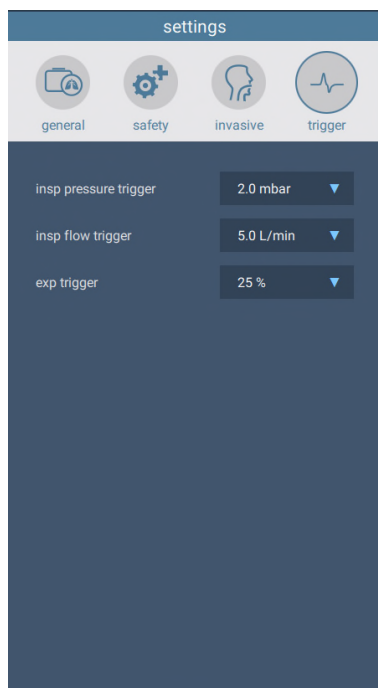 settings
general safety invasive trigger
insp pressure trigger 2.0 mbar
insp flow trigger 5.0 L/min
exp trigger 25 %